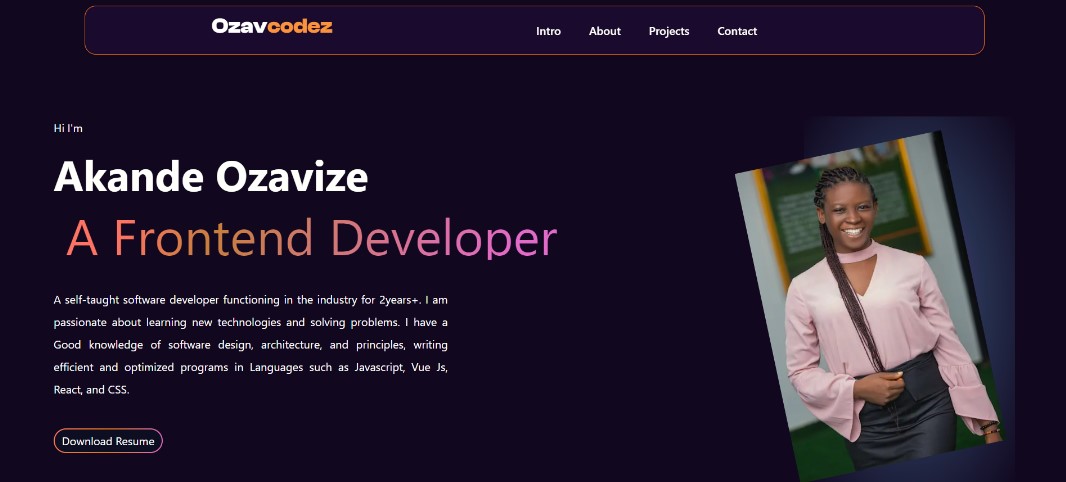 Ozavcodez
Intro About Projects Contact
Hi I'm
Akande Ozavize
A Frontend Developer
A self-taught software developer functioning in the industry for 2years+. I am
passionate about learning new technologies and solving problems. I have a
Good knowledge of software design, architecture, and principles, writing
efficient and optimized programs in Languages such as Javascript, Vue Js,
React, and CSS.
Download Resume